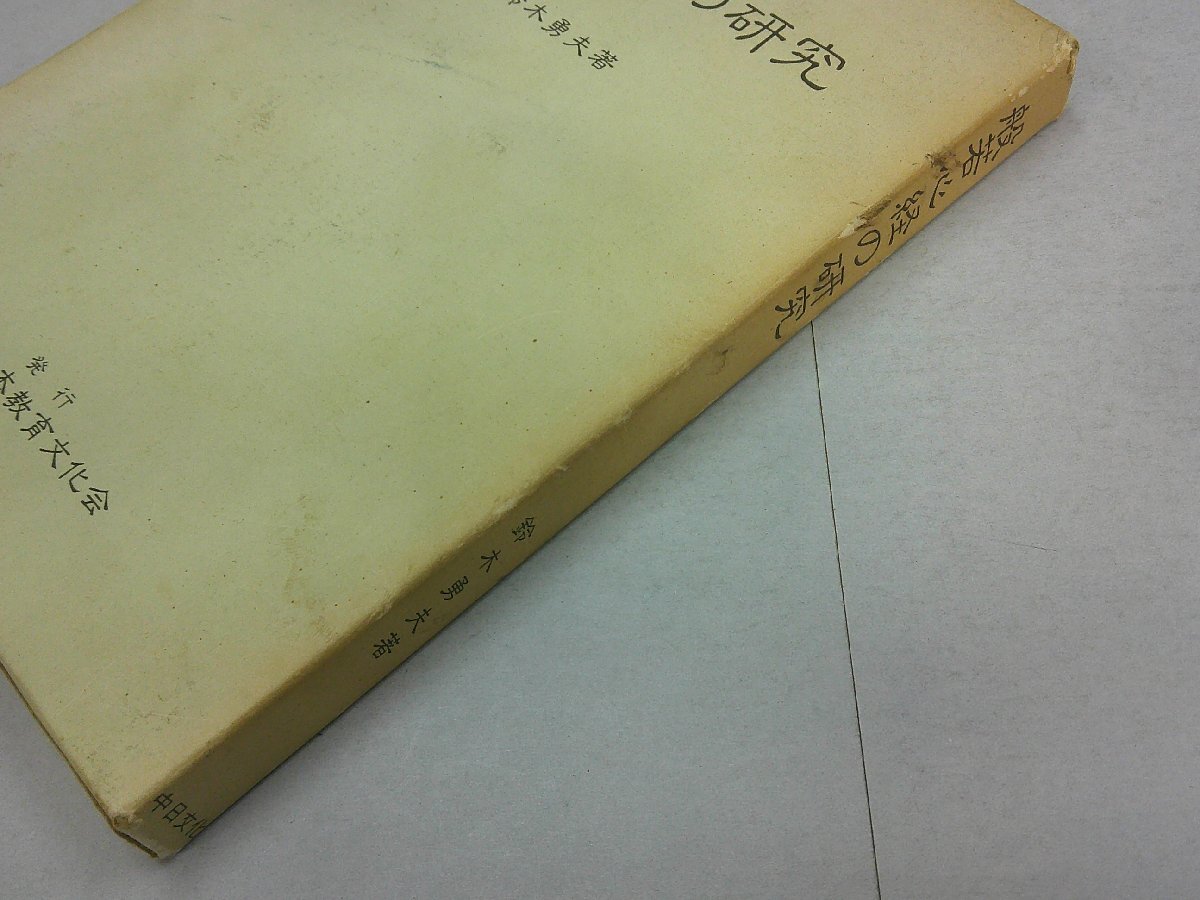 の研究
鈴木勇夫著
発行
本教育文化会
般若心経の研究
鈴木勇夫著
中日文化